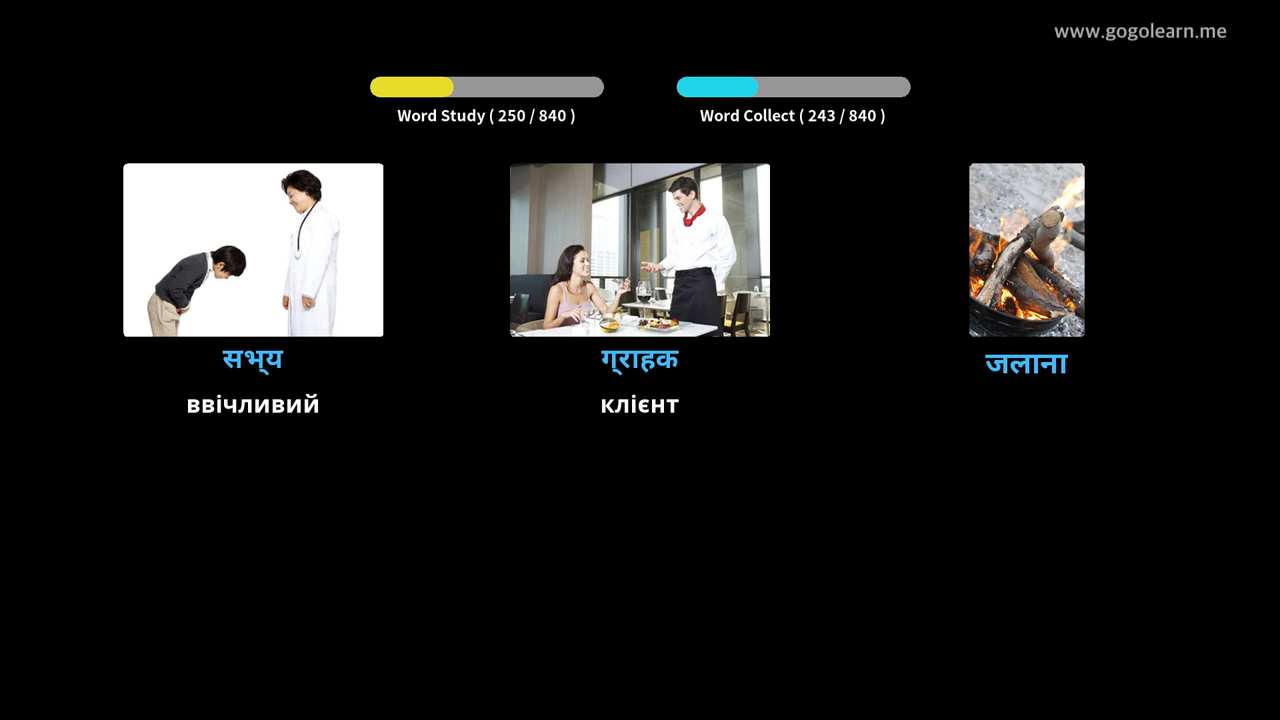 www.gogolearn.me
Word Study ( 250 / 840 )
Word Collect ( 243 / 840 )
सभ्य
ग्राहक
जलाना
ввічливий
клієнт